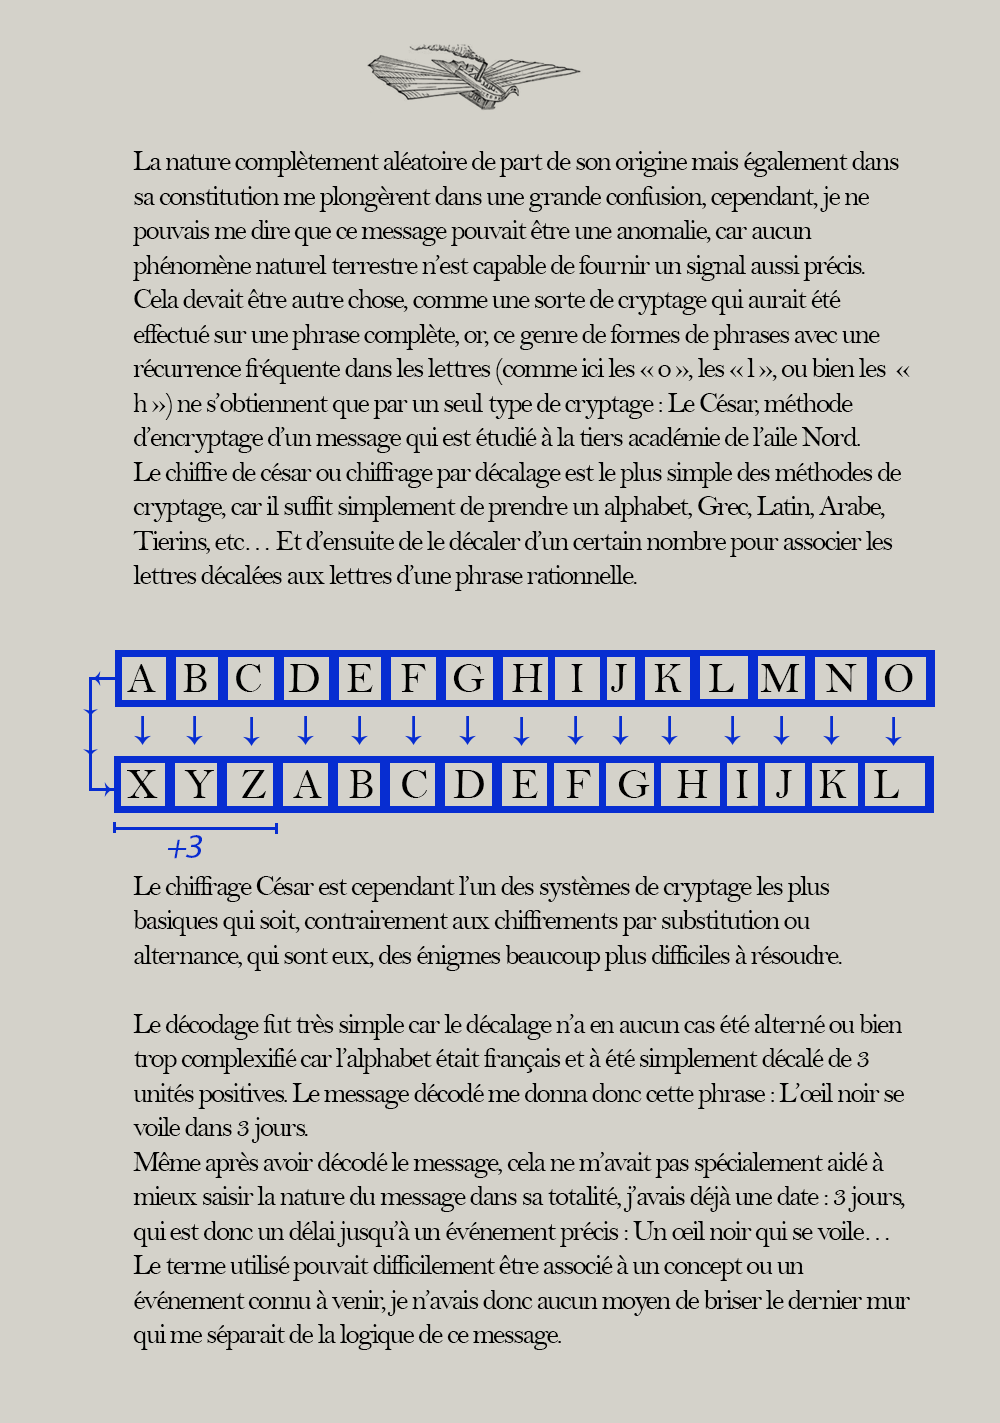 La nature complètement aléatoire de part de son origine mais également dans
sa constitution me plongèrent dans une grande confusion, cependant, je ne
pouvais me dire que ce message pouvait être une anomalie, car aucun
phénomène naturel terrestre n’est capable de fournir un signal aussi précis.
Cela devait être autre chose, comme une sorte de cryptage qui aurait été
effectué sur une phrase complète, or, ce genre de formes de phrases avec une
récurrence fréquente dans les lettres (comme ici les « o », les « l », ou bien les «
h ») ne s’obtiennent que par un seul type de cryptage : Le César, méthode
d’encryptage d’un message qui est étudié à la tiers académie de l’aile Nord.
Le chiffre de césar ou chiffrage par décalage est le plus simple des méthodes de
cryptage, car il suffit simplement de prendre un alphabet, Grec, Latin, Arabe,
Tierins, etc… Et d’ensuite de le décaler d’un certain nombre pour associer les
lettres décalées aux lettres d’une phrase rationnelle.
A B C D E F G H I J K L M N O
X Y Z A B C D E F G H I J K L
+3
Le chiffrage César est cependant l’un des systèmes de cryptage les plus
basiques qui soit, contrairement aux chiffrements par substitution ou
alternance, qui sont eux, des énigmes beaucoup plus difficiles à résoudre.
Le décodage fut très simple car le décalage n’a en aucun cas été alterné ou bien
trop complexifié car l’alphabet était français et à été simplement décalé de 3
unités positives. Le message décodé me donna donc cette phrase : L’œil noir se
voile dans 3 jours.
Même après avoir décodé le message, cela ne m’avait pas spécialement aidé à
mieux saisir la nature du message dans sa totalité, j’avais déjà une date : 3 jours,
qui est donc un délai jusqu’à un événement précis : Un œil noir qui se voile…
Le terme utilisé pouvait difficilement être associé à un concept ou un
événement connu à venir, je n’avais donc aucun moyen de briser le dernier mur
qui me séparait de la logique de ce message.